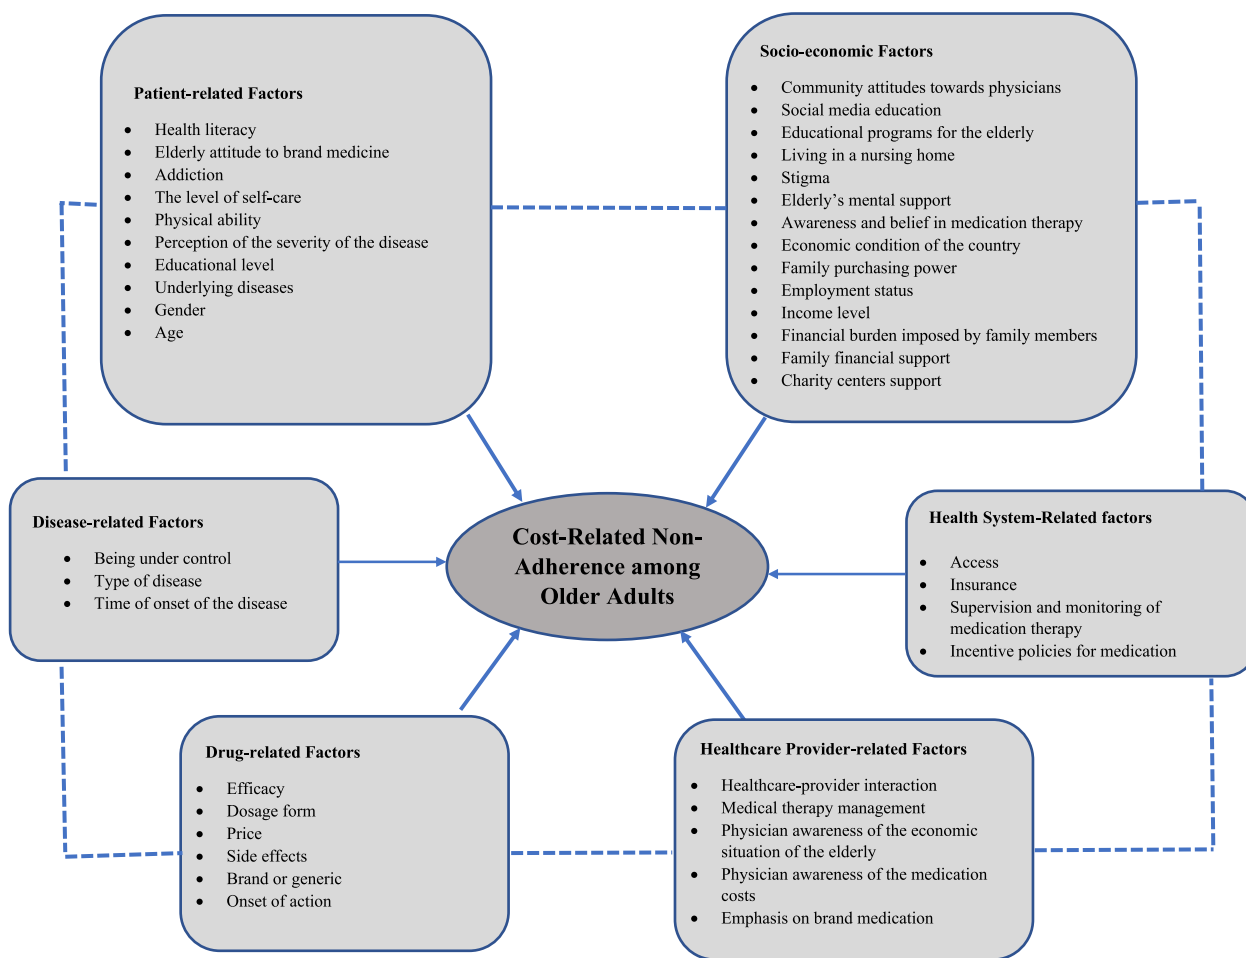 Patient-related Factors
• Health literacy
• Elderly attitude to brand medicine
• Addiction
• The level of self-care
• Physical ability
• Perception of the severity of the disease
• Educational level
• Underlying diseases
• Gender
• Age
Socio-economic Factors
• Community attitudes towards physicians
• Social media education
• Educational programs for the elderly
• Living in a nursing home
• Stigma
• Elderly’s mental support
• Awareness and belief in medication therapy
• Economic condition of the country
• Family purchasing power
• Employment status
• Income level
• Financial burden imposed by family members
• Family financial support
• Charity centers support
Disease-related Factors
• Being under control
• Type of disease
• Time of onset of the disease
Cost-Related Non-
Adherence among
Older Adults
Health System-Related factors
• Access
• Insurance
• Supervision and monitoring of
medication therapy
• Incentive policies for medication
Drug-related Factors
• Efficacy
• Dosage form
• Price
• Side effects
• Brand or generic
• Onset of action
Healthcare Provider-related Factors
• Healthcare-provider interaction
• Medical therapy management
• Physician awareness of the economic
situation of the elderly
• Physician awareness of the medication
costs
• Emphasis on brand medication